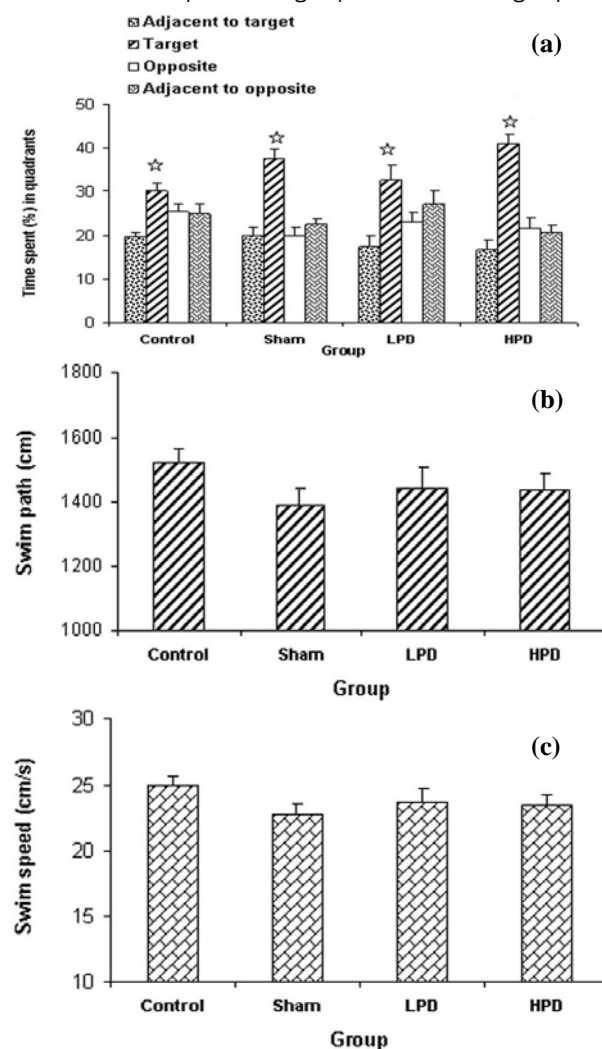 Adjacent to target
(a)
Target
Opposite
Adjacent to opposite
Time spent (%) in quadrants
50
40
30
20
10
0
Control Sham LPD HPD
Group
(b)
Swim path (cm)
1800
1600
1400
1200
1000
Control Sham LPD HPD
Group
(c)
Swim speed (cm/s)
30
25
20
15
10
Control Sham LPD HPD
Group